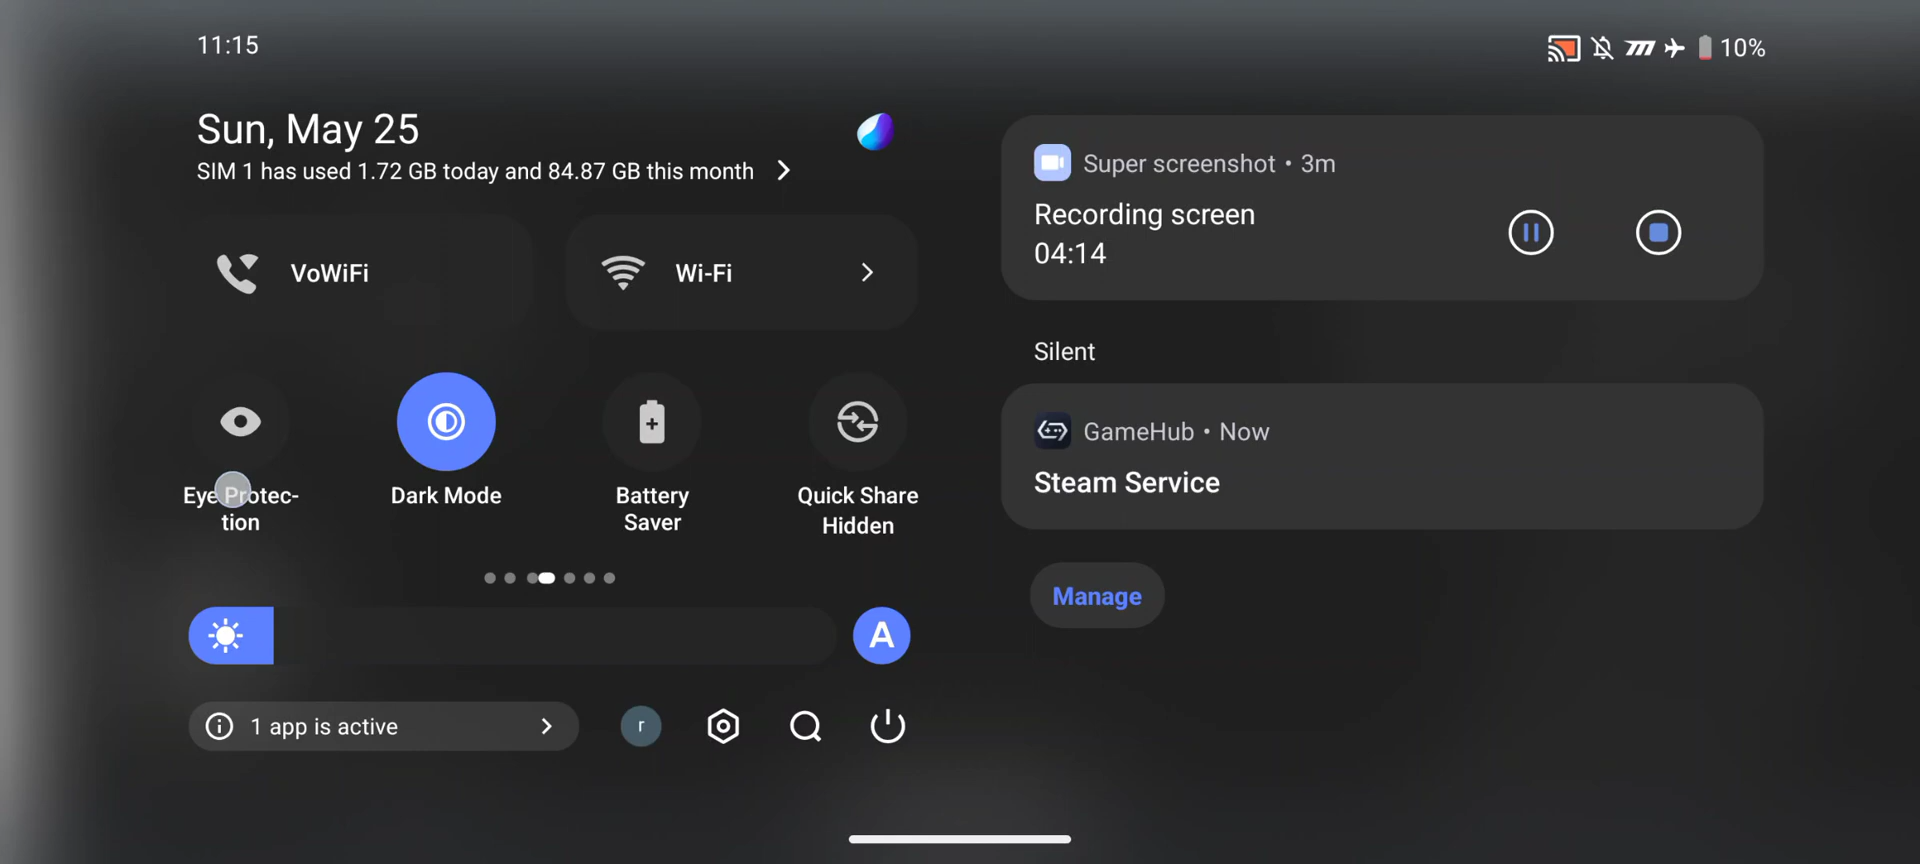 11:15
10%
Sun, May 25
SIM 1 has used 1.72 GB today and 84.87 GB this month
VoWiFi
Wi-Fi
Eye Protec-
tion
Dark Mode
Battery
Saver
Quick Share
Hidden
A
1 app is active
r
Super screenshot • 3m
Recording screen
04:14
Silent
GameHub • Now
Steam Service
Manage